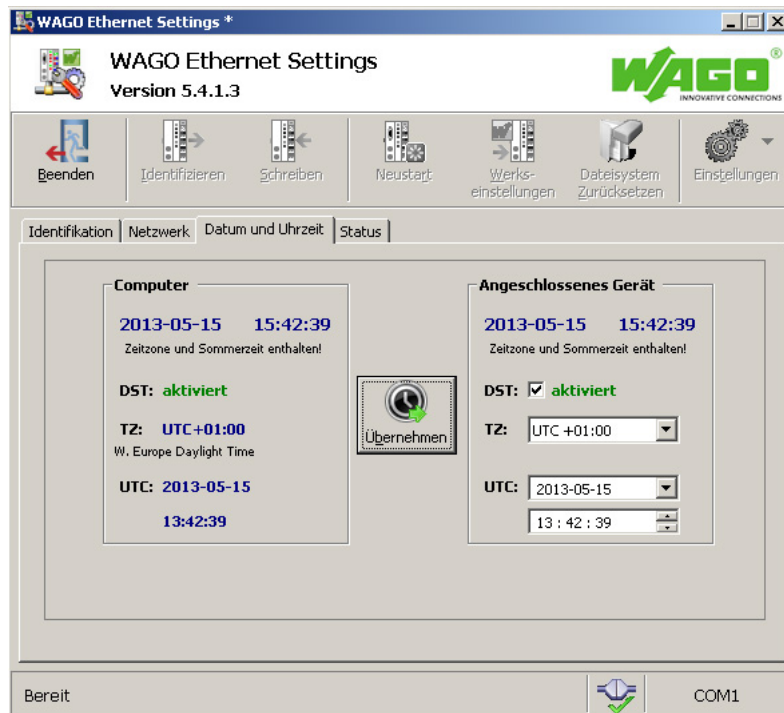 WAGO Ethernet Settings *
WAGO Ethernet Settings
Version 5.4.1.3
WAGO®
INNOVATIVE CONNECTIONS
Beenden
Identifizieren
Schreiben
Neustart
Werks-
einstellungen
Dateisystem
Zurücksetzen
Einstellungen
Identifikation
Netzwerk
Datum und Uhrzeit
Status
Computer
2013-05-15 15:42:39
Zeitzone und Sommerzeit enthalten!
DST: aktiviert
TZ: UTC+01:00
W. Europe Daylight Time
UTC: 2013-05-15
13:42:39
Übernehmen
Angeschlossenes Gerät
2013-05-15 15:42:39
Zeitzone und Sommerzeit enthalten!
DST: aktiviert
TZ: UTC +01:00
UTC: 2013-05-15
13 : 42 : 39
Bereit
COM1